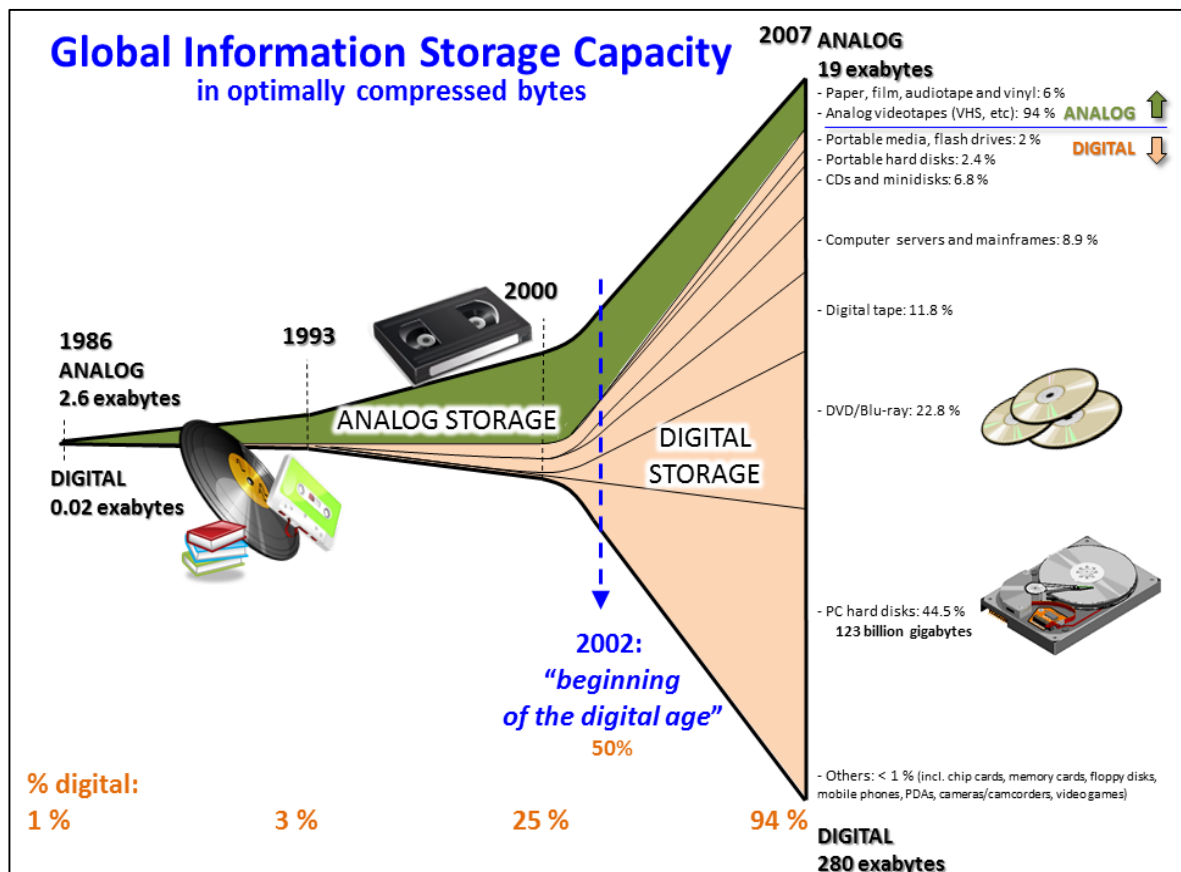 Global Information Storage Capacity
in optimally compressed bytes
2007
ANALOG
19 exabytes
- Paper, film, audiotape and vinyl: 6 %
- Analog videotapes (VHS, etc): 94 %
ANALOG
- Portable media, flash drives: 2 %
DIGITAL
- Portable hard disks: 2.4 %
- CDs and minidisks: 6.8 %
- Computer servers and mainframes: 8.9 %
- Digital tape: 11.8 %
- DVD/Blu-ray: 22.8 %
- PC hard disks: 44.5 %
123 billion gigabytes
- Others: < 1 % (incl. chip cards, memory cards, floppy disks,
mobile phones, PDAs, cameras/camcorders, video games)
DIGITAL
280 exabytes
2000
1993
1986
ANALOG
2.6 exabytes
ANALOG STORAGE
DIGITAL
STORAGE
DIGITAL
0.02 exabytes
2002:
“beginning
of the digital age”
50%
% digital:
1 %
3 %
25 %
94 %